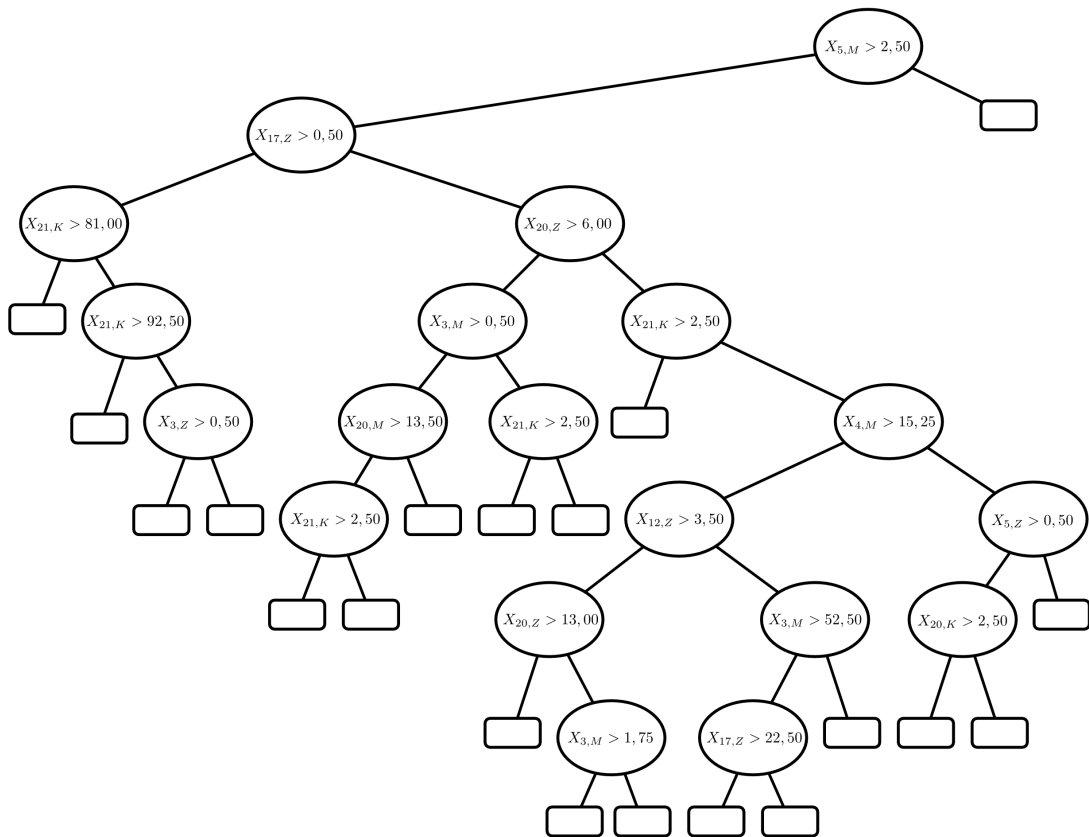 X_{5,M} > 2,50
X_{17,Z} > 0,50
X_{21,K} > 81,00
X_{20,Z} > 6,00
X_{21,K} > 92,50
X_{3,M} > 0,50
X_{21,K} > 2,50
X_{3,Z} > 0,50
X_{20,M} > 13,50
X_{21,K} > 2,50
X_{4,M} > 15,25
X_{21,K} > 2,50
X_{12,Z} > 3,50
X_{5,Z} > 0,50
X_{20,Z} > 13,00
X_{3,M} > 52,50
X_{20,K} > 2,50
X_{3,M} > 1,75
X_{17,Z} > 22,50